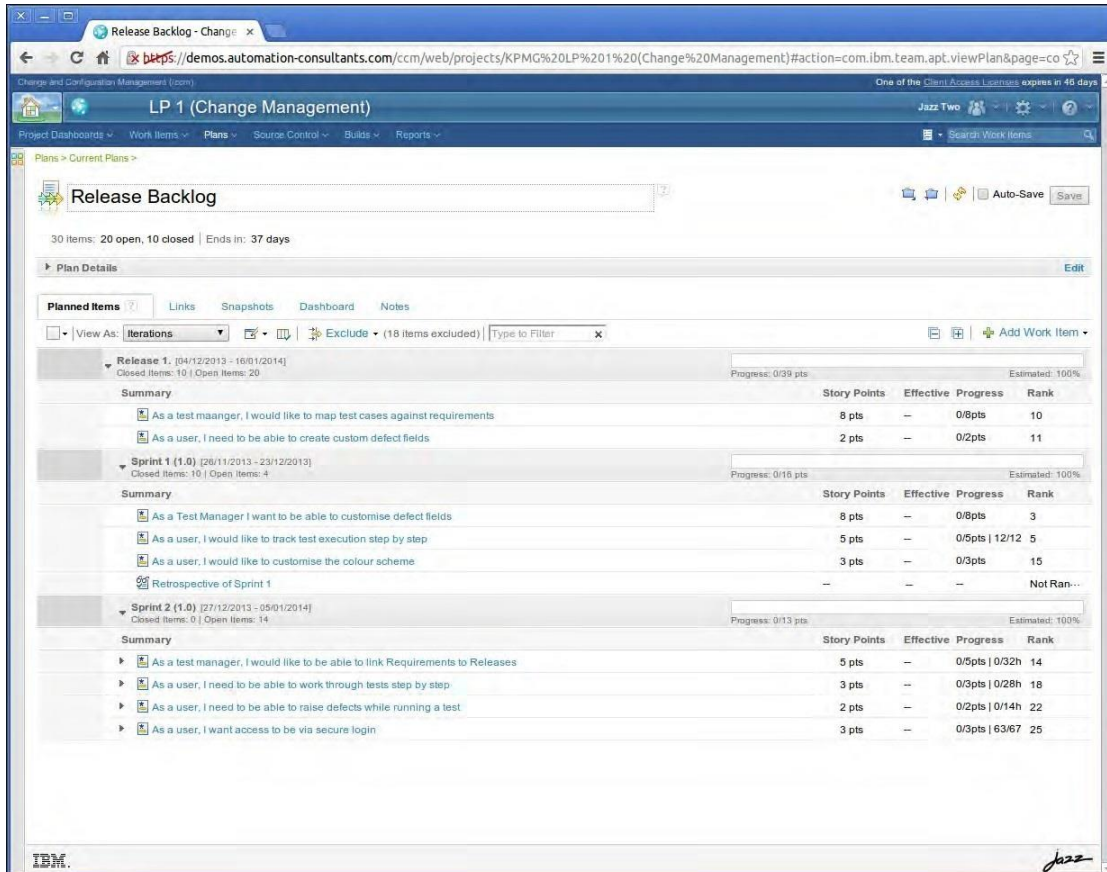 Release Backlog - Change ×
https://demos.automation-consultants.com/ccm/web/projects/KPMG%20LP%201%20(Change%20Management)#action=com.ibm.team.apt.viewPlan&page=co
Change and Configuration Management (/ccm) One of the Client Access Licenses expires in 46 days
LP 1 (Change Management) Jazz Two
Project Dashboards Work Items Plans Source Control Builds Reports Search Work Items
Plans > Current Plans >
Release Backlog ? Auto-Save Save
30 items: 20 open, 10 closed | Ends in: 37 days
Plan Details Edit
Planned Items ? Links Snapshots Dashboard Notes
View As: Iterations Exclude (18 items excluded) Type to Filter x Add Work Item
Release 1. [04/12/2013 - 16/01/2014]
Closed Items: 10 | Open Items: 20 Progress: 0/39 pts Estimated: 100%
Summary Story Points Effective Progress Rank
As a test maanger, I would like to map test cases against requirements 8 pts -- 0/8pts 10
As a user, I need to be able to create custom defect fields 2 pts -- 0/2pts 11
Sprint 1 (1.0) [26/11/2013 - 23/12/2013]
Closed Items: 10 | Open Items: 4 Progress: 0/16 pts Estimated: 100%
Summary Story Points Effective Progress Rank
As a Test Manager I want to be able to customise defect fields 8 pts -- 0/8pts 3
As a user, I would like to track test execution step by step 5 pts -- 0/5pts | 12/12 5
As a user, I would like to customise the colour scheme 3 pts -- 0/3pts 15
Retrospective of Sprint 1 -- -- -- Not Ran...
Sprint 2 (1.0) [27/12/2013 - 05/01/2014]
Closed Items: 0 | Open Items: 14 Progress: 0/13 pts Estimated: 100%
Summary Story Points Effective Progress Rank
As a test manager, I would like to be able to link Requirements to Releases 5 pts -- 0/5pts | 0/32h 14
As a user, I need to be able to work through tests step by step 3 pts -- 0/3pts | 0/28h 18
As a user, I need to be able to raise defects while running a test 2 pts -- 0/2pts | 0/14h 22
As a user, I want access to be via secure login 3 pts -- 0/3pts | 63/67 25
IBM. Jazz